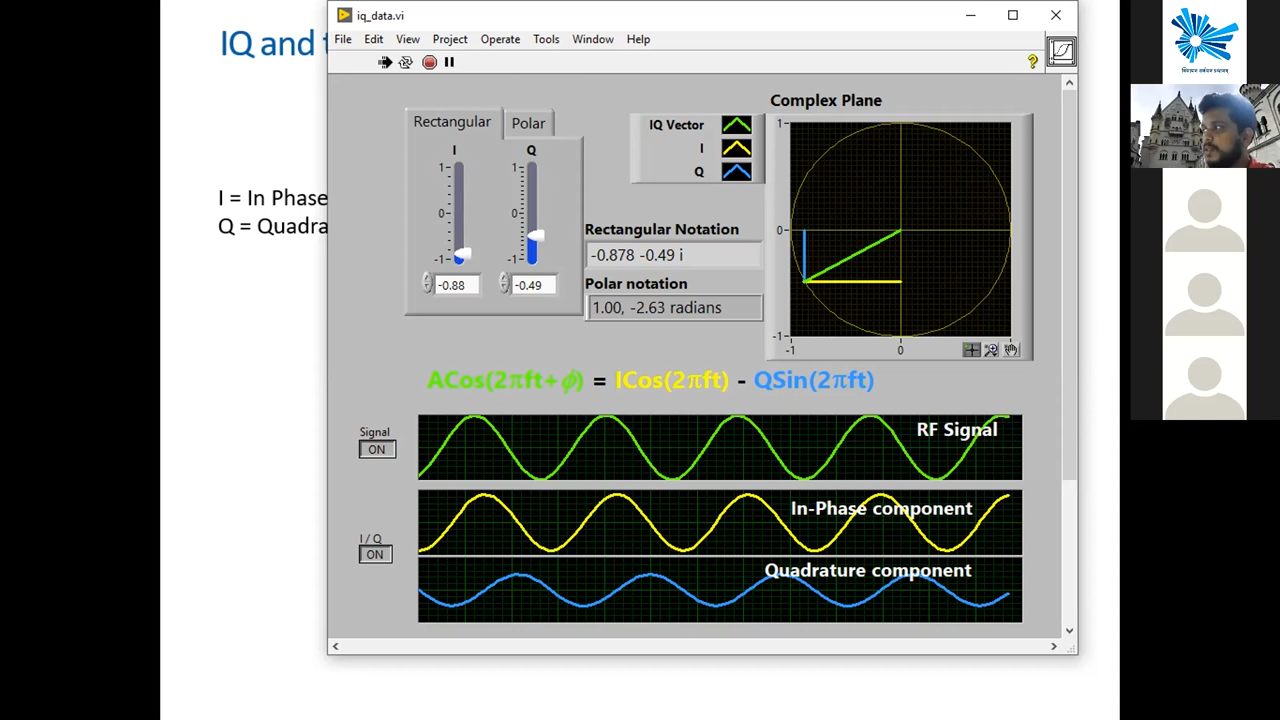 IQ and
I = In Phase
Q = Quadra
iq_data.vi
File Edit View Project Operate Tools Window Help
Rectangular Polar
I Q
1 1
0 0
-1 -1
-0.88 -0.49
IQ Vector
I
Q
Rectangular Notation
-0.878 -0.49 i
Polar notation
1.00, -2.63 radians
Complex Plane
1
0
-1
-1 0
ACos(2πft+ϕ) = ICos(2πft) - QSin(2πft)
Signal
ON
RF Signal
I / Q
ON
In-Phase component
Quadrature component